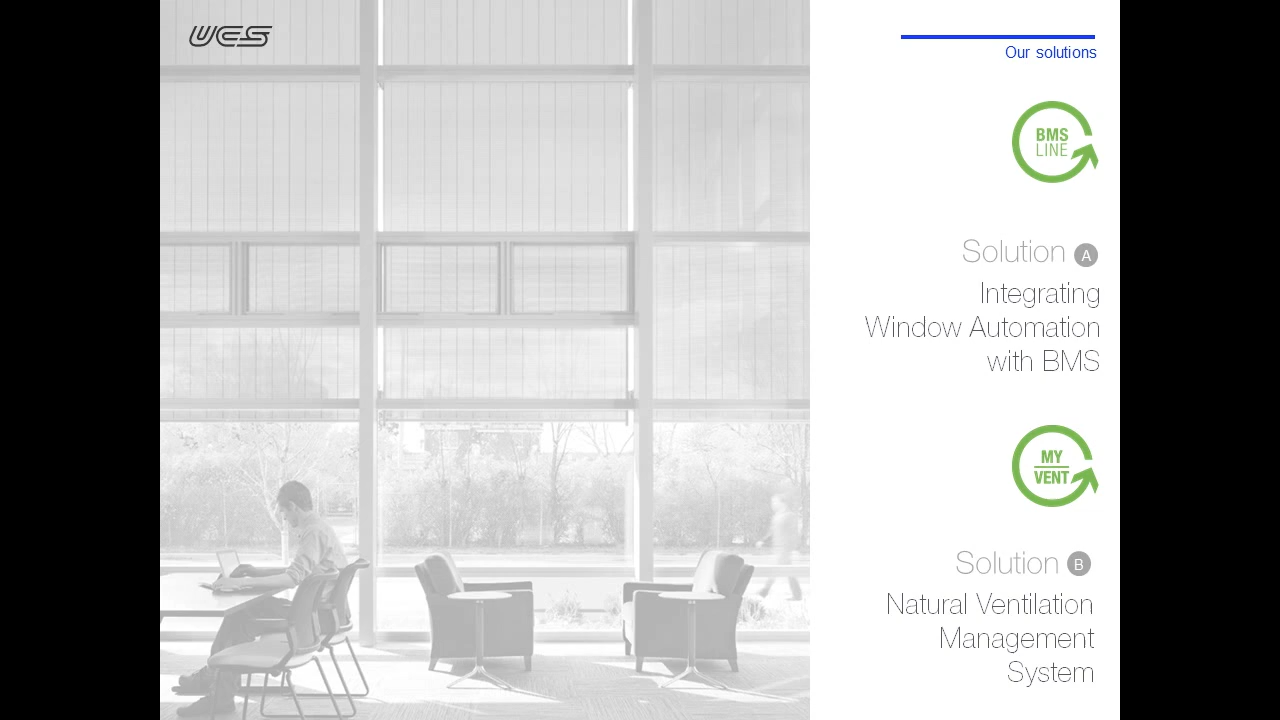 UCS
Our solutions
BMS
LINE
Solution A
Integrating
Window Automation
with BMS
MY
VENT
Solution B
Natural Ventilation
Management
System